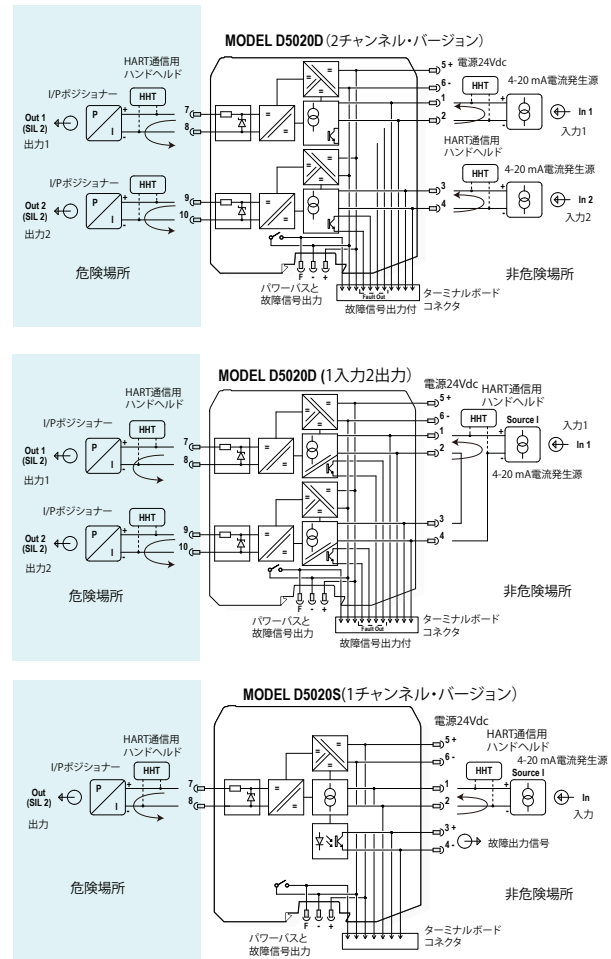 MODEL D5020D (2チャンネル・バージョン)
HART通信用
ハンドヘルド
I/Pポジショナー
HHT
Out 1
(SIL 2)
出力1
P
I
+
-
7
8
5 +
電源24Vdc
6 -
1
2
HHT
4-20 mA電流発生源
+
-
In 1
入力1
HART通信用
ハンドヘルド
I/Pポジショナー
HHT
Out 2
(SIL 2)
出力2
P
I
+
-
9
10
3
4
HHT
4-20 mA電流発生源
+
-
In 2
入力2
危険場所
非危険場所
F - +
パワーバスと
故障信号出力
Fault Out
故障信号出力付
ターミナルボード
コネクタ
MODEL D5020D (1入力2出力)
HART通信用
ハンドヘルド
I/Pポジショナー
HHT
Out 1
(SIL 2)
出力1
P
I
+
-
7
8
電源24Vdc
5 +
6 -
1
2
HART通信用
ハンドヘルド
HHT
Source I
+
-
入力1
In 1
4-20 mA電流発生源
I/Pポジショナー
HHT
Out 2
(SIL 2)
出力2
P
I
+
-
9
10
3
4
危険場所
非危険場所
F - +
パワーバスと
故障信号出力
Fault Out
故障信号出力付
ターミナルボード
コネクタ
MODEL D5020S(1チャンネル・バージョン)
HART通信用
ハンドヘルド
I/Pポジショナー
HHT
Out
(SIL 2)
出力
P
I
+
-
7
8
電源24Vdc
5 +
6 -
1
2
HART通信用
ハンドヘルド
4-20 mA電流発生源
HHT
Source I
+
-
In
入力
3 +
4 -
故障出力信号
危険場所
非危険場所
F - +
パワーバスと
故障信号出力
ターミナルボード
コネクタ